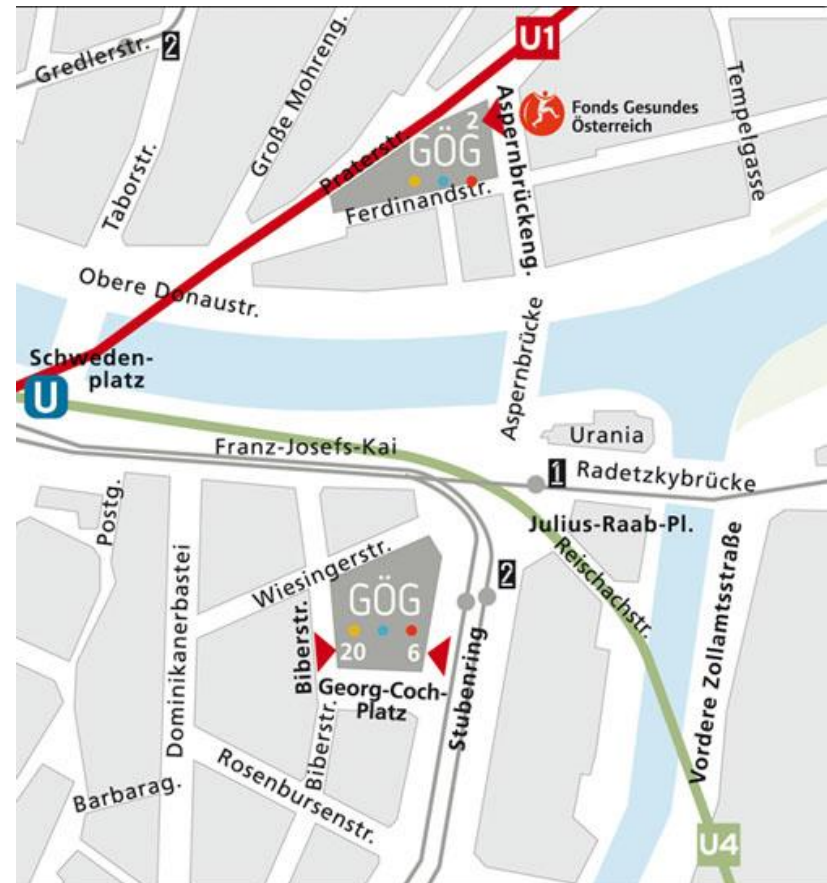 U1
Gredlerstr.
2
Große Mohreng.
Taborstr.
Praterstr.
2
GÖG
Aspernbrückeng.
Fonds Gesundes
Österreich
Tempelgasse
Ferdinandstr.
Obere Donaustr.
Schweden-
platz
U
Aspernbrücke
Urania
Franz-Josefs-Kai
1
Radetzkybrücke
Postg.
Julius-Raab-Pl.
Wiesingerstr.
2
Reischachstr.
GÖG
20
6
Dominikanerbastei
Biberstr.
Stubenring
Vordere Zollamtsstraße
Georg-Coch-
Platz
Biberstr.
Barbarag.
Rosenbursenstr.
U4